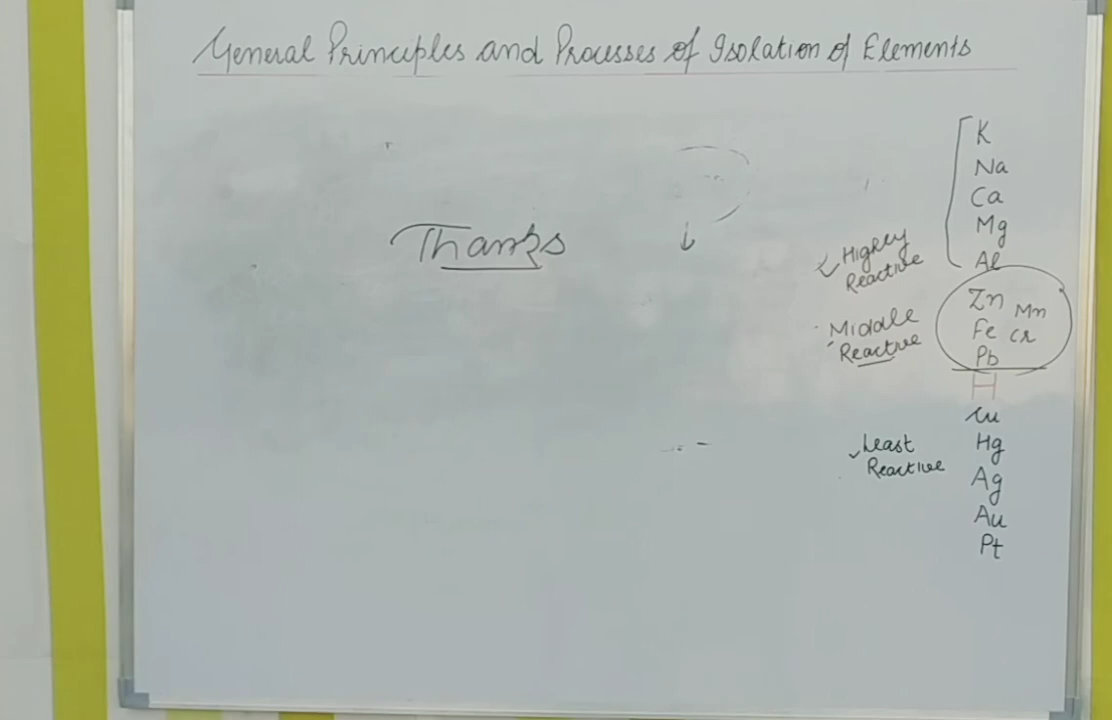 General Principles and Processes of Isolation of Elements
Thanks
Highly
Reactive
Middle
Reactive
Least
Reactive
K
Na
Ca
Mg
Al
Zn Mn
Fe Cr
Pb
H
Cu
Hg
Ag
Au
Pt